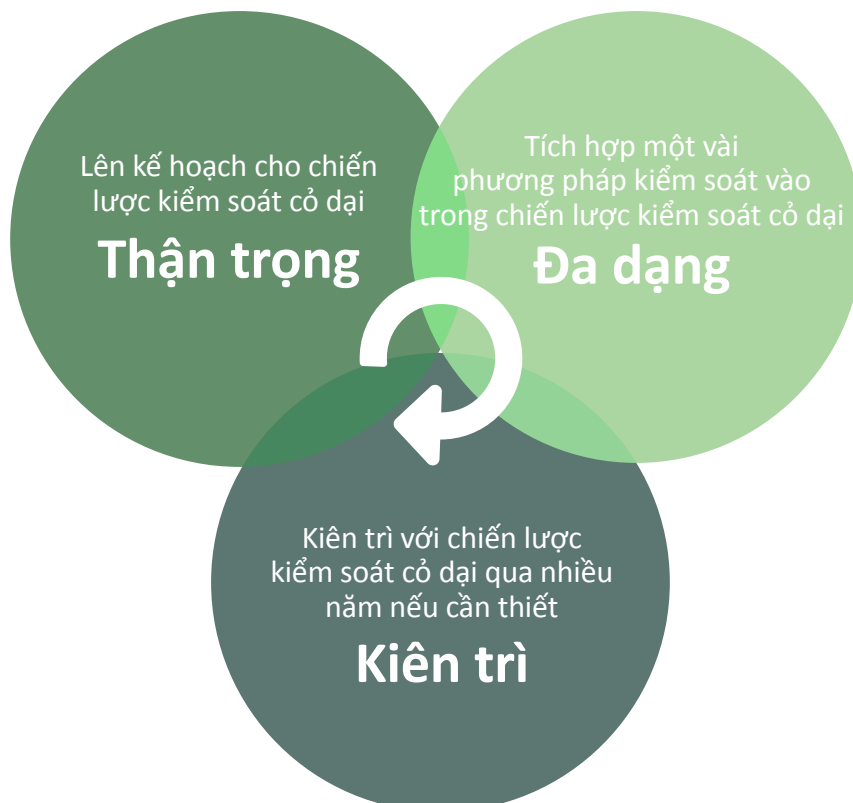 Lên kế hoạch cho chiến
lược kiểm soát cỏ dại
Thận trọng
Tích hợp một vài
phương pháp kiểm soát vào
trong chiến lược kiểm soát cỏ dại
Đa dạng
Kiên trì với chiến lược
kiểm soát cỏ dại qua nhiều
năm nếu cần thiết
Kiên trì